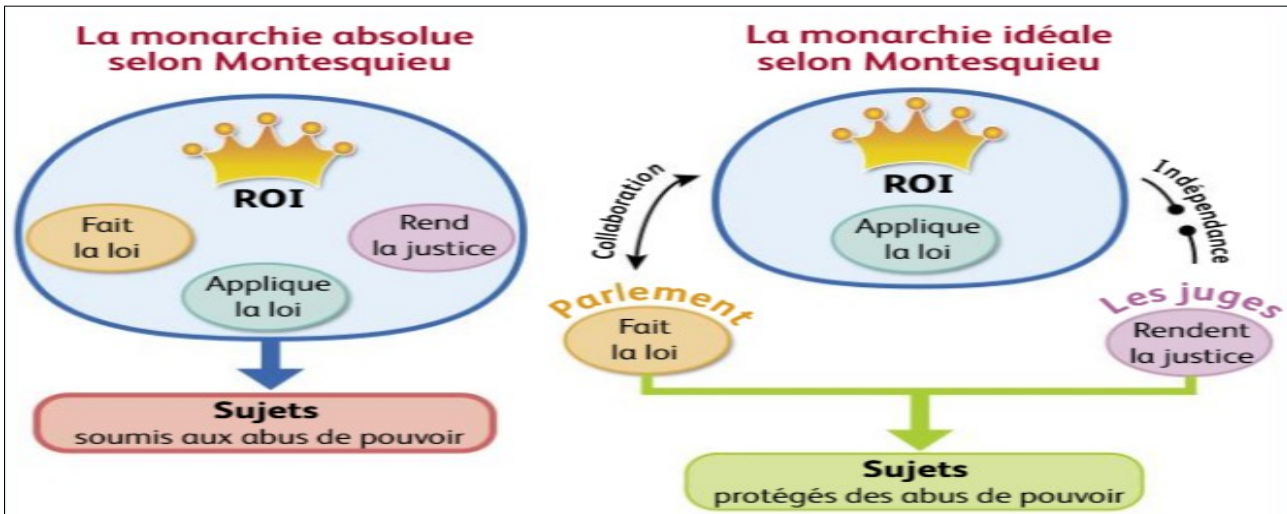 La monarchie absolue
selon Montesquieu
ROI
Fait
la loi
Rend
la justice
Applique
la loi
Sujets
soumis aux abus de pouvoir
La monarchie idéale
selon Montesquieu
ROI
Applique
la loi
Collaboration
Indépendance
Parlement
Fait
la loi
Les juges
Rendent
la justice
Sujets
protégés des abus de pouvoir